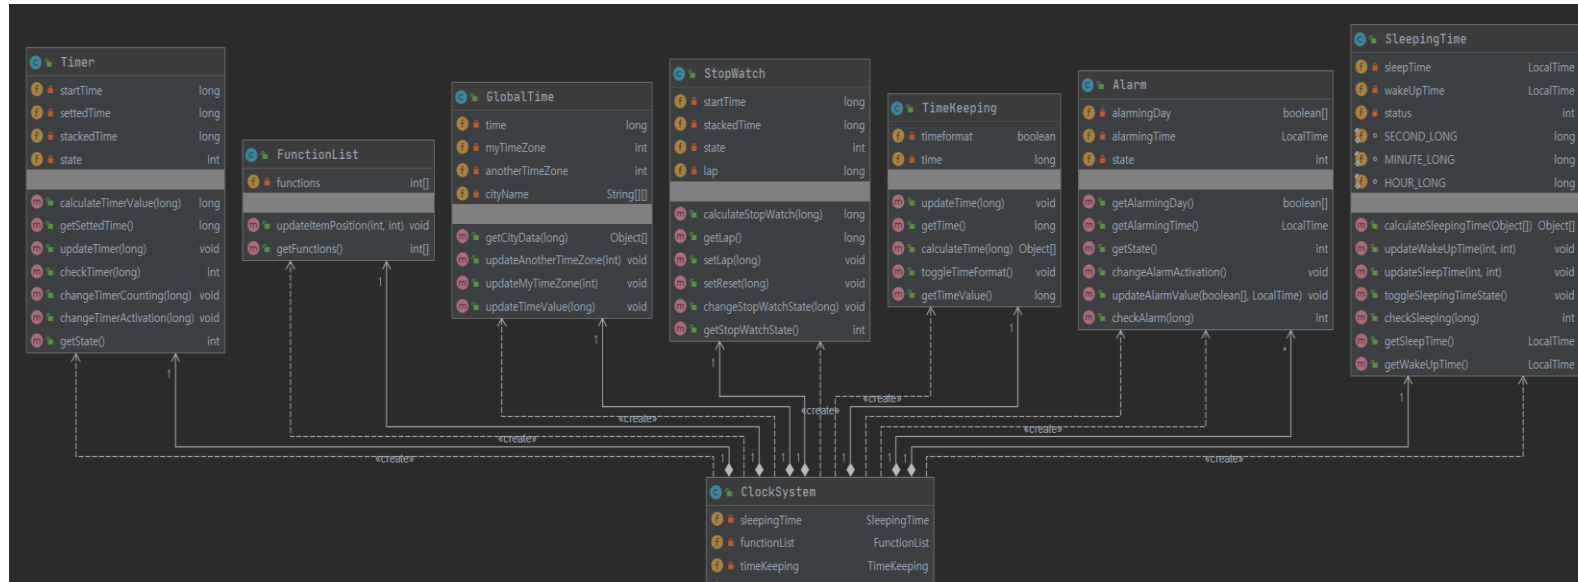 Timer
startTime long
settedTime long
stackedTime long
state int
calculateTimerValue(long) long
getSettedTime() long
updateTimer(long) void
checkTimer(long) int
changeTimerCounting(long) void
changeTimerActivation(long) void
getState() int
FunctionList
functions int[]
updateItemPosition(int, int) void
getFunctions() int[]
GlobalTime
time long
myTimeZone int
anotherTimeZone int
cityName String[][]
getCityData(long) Object[]
updateAnotherTimeZone(int) void
updateMyTimeZone(int) void
updateTimeValue(long) void
StopWatch
startTime long
stackedTime long
state int
lap long
calculateStopWatch(long) long
getLap() long
setLap(long) void
setReset(long) void
changeStopWatchState(long) void
getStopWatchState() int
TimeKeeping
timeformat boolean
time long
updateTime(long) void
getTime() long
calculateTime(long) Object[]
toggleTimeFormat() void
getTimeValue() long
Alarm
alarmingDay boolean[]
alarmingTime LocalTime
state int
getAlarmingDay() boolean[]
getAlarmingTime() LocalTime
getState() int
changeAlarmActivation() void
updateAlarmValue(boolean[], LocalTime) void
checkAlarm(long) int
SleepingTime
sleepTime LocalTime
wakeUpTime LocalTime
status int
SECOND_LONG long
MINUTE_LONG long
HOUR_LONG long
calculateSleepingTime(Object[]) Object[]
updateWakeUpTime(int, int) void
updateSleepTime(int, int) void
toggleSleepingTimeState() void
checkSleeping(long) int
getSleepTime() LocalTime
getWakeUpTime() LocalTime
1
1
1
1
1
*
1
«create»
«create»
«create»
«create»
«create»
«create»
1
1
1
1
1
1
1
ClockSystem
sleepingTime SleepingTime
functionList FunctionList
timeKeeping TimeKeeping